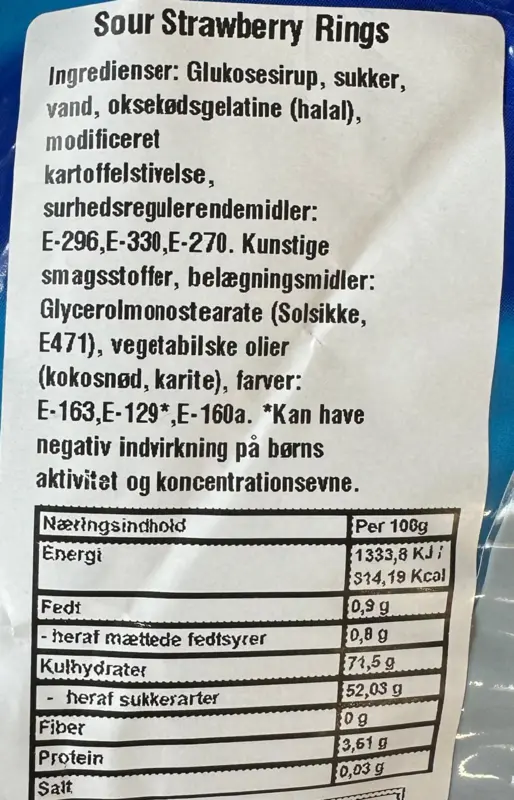 Sour Strawberry Rings
Ingredienser: Glukosesirup, sukker,
vand, oksekødsgelatine (halal),
modificeret
kartoffelstivelse,
surhedsregulerendemidler:
E-296,E-330,E-270. Kunstige
smagsstoffer, belægningsmidler:
Glycerolmonostearate (Solsikke,
E471), vegetabilske olier
(kokosnød, karite), farver:
E-163,E-129*,E-160a. *Kan have
negativ indvirkning på børns
aktivitet og koncentrationsevne.
Næringsindhold Per 100g
Energi 1333,8 KJ /
314,19 Kcal
Fedt 0,9 g
- heraf mættede fedtsyrer 0,8 g
Kulhydrater 71,5 g
- heraf sukkerarter 52,03 g
Fiber 0 g
Protein 3,61 g
Salt 0,03 g